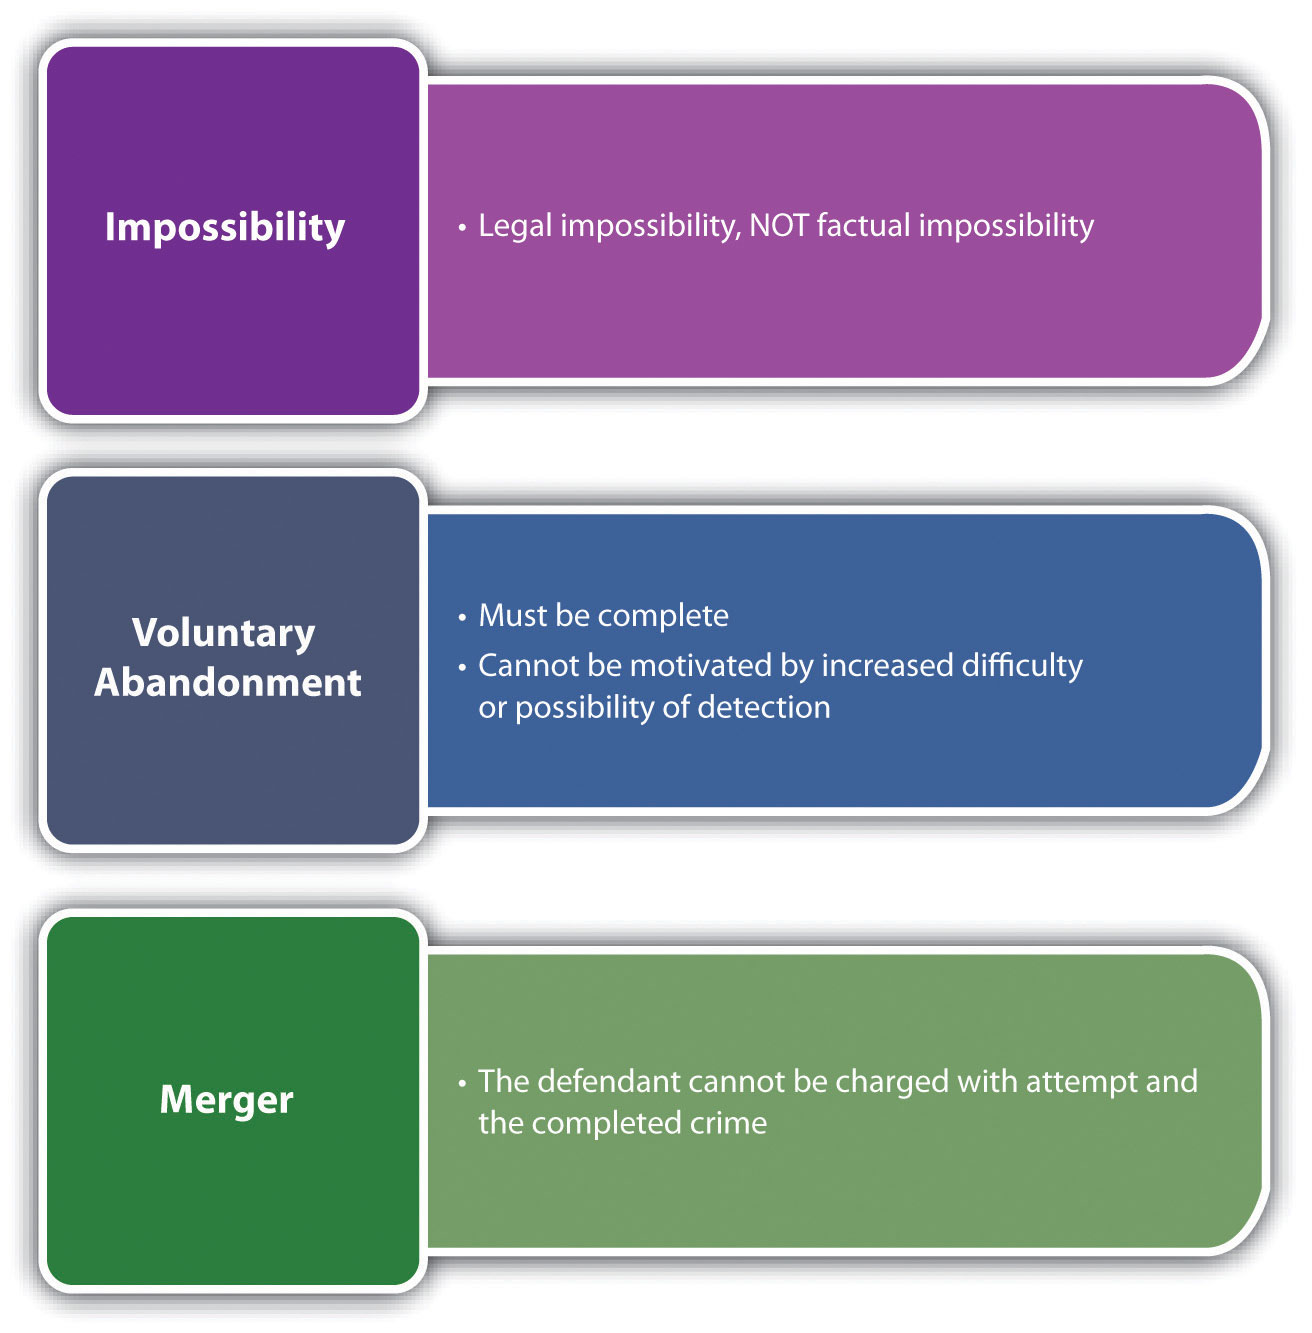 Impossibility
• Legal impossibility, NOT factual impossibility
Voluntary
Abandonment
• Must be complete
• Cannot be motivated by increased difficulty
or possibility of detection
Merger
• The defendant cannot be charged with attempt and
the completed crime